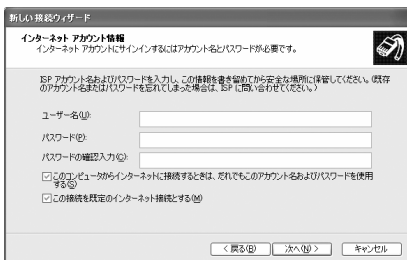 新しい接続ウィザード
インターネット アカウント情報
インターネット アカウントにサインインするにはアカウント名とパスワードが必要です。
ISP アカウント名およびパスワードを入力し、この情報を書き留めてから安全な場所に保管してください。(既存
のアカウント名またはパスワードを忘れてしまった場合は、ISP に問い合わせてください。)
ユーザー名(U):
パスワード(P):
パスワードの確認入力(C):
このコンピュータからインターネットに接続するときは、だれでもこのアカウント名およびパスワードを使用
する(S)
この接続を既定のインターネット接続とする(M)
< 戻る(B)
次へ(N) >
キャンセル